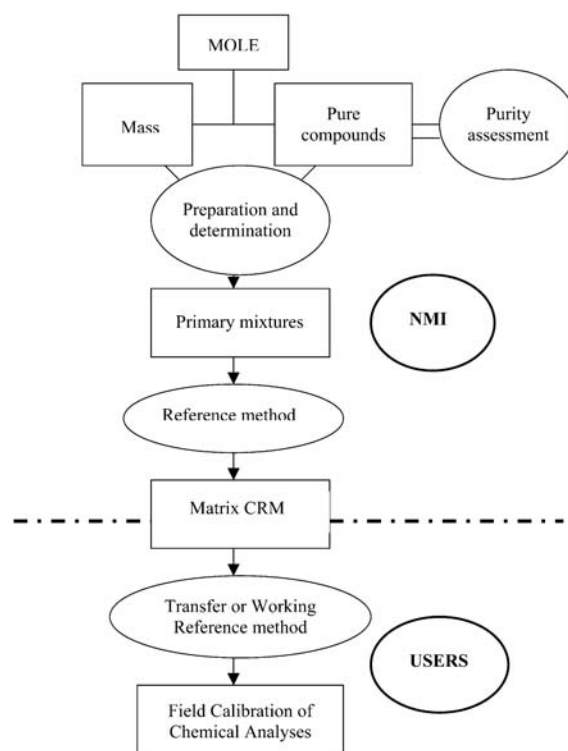 MOLE
Mass
Pure
compounds
Purity
assessment
Preparation and
determination
Primary mixtures
NMI
Reference method
Matrix CRM
Transfer or Working
Reference method
USERS
Field Calibration of
Chemical Analyses